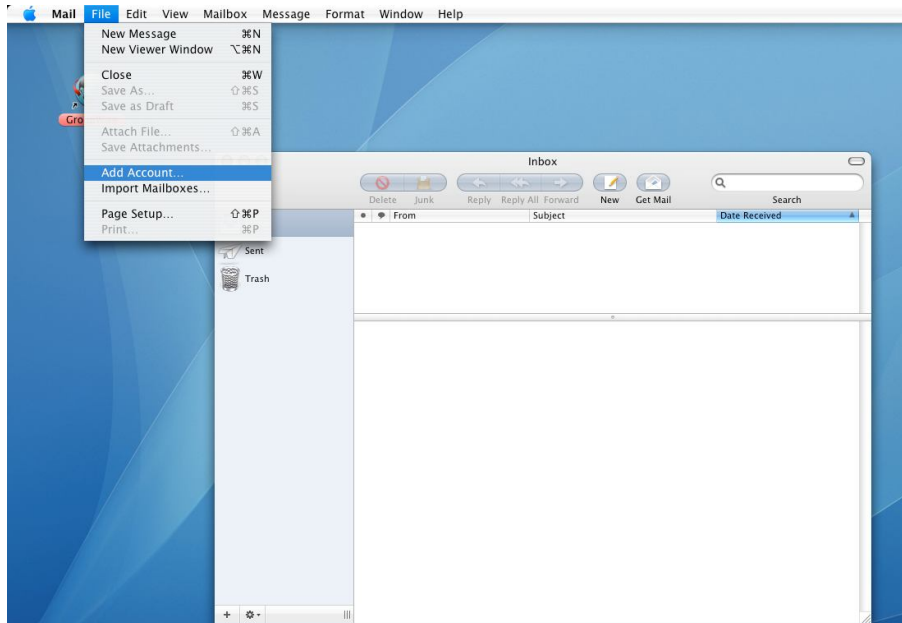 Mail File Edit View Mailbox Message Format Window Help
New Message ⌘N
New Viewer Window ⌥⌘N
Close ⌘W
Save As... ⇧⌘S
Save as Draft ⌘S
Attach File... ⇧⌘A
Save Attachments...
Add Account...
Import Mailboxes...
Page Setup... ⇧⌘P
Print... ⌘P
Gro
Inbox
Delete Junk Reply Reply All Forward New Get Mail Search
From Subject Date Received
Sent
Trash